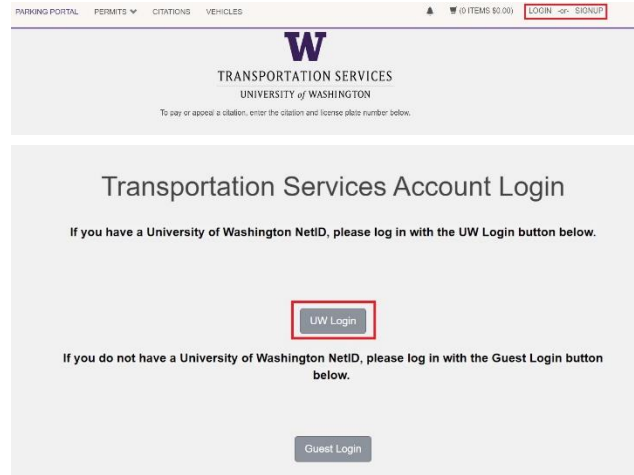 PARKING PORTAL PERMITS CITATIONS VEHICLES (0 ITEMS $0.00) LOGIN -or- SIGNUP
W
TRANSPORTATION SERVICES
UNIVERSITY of WASHINGTON
To pay or appeal a citation, enter the citation and license plate number below.
Transportation Services Account Login
If you have a University of Washington NetID, please log in with the UW Login button below.
UW Login
If you do not have a University of Washington NetID, please log in with the Guest Login button
below.
Guest Login